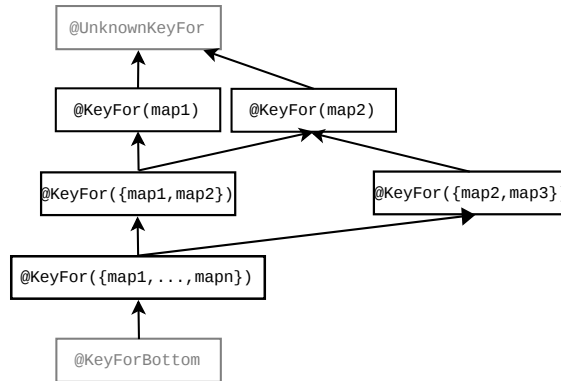 @UnknownKeyFor
@KeyFor(map1)
@KeyFor(map2)
@KeyFor({map1,map2})
@KeyFor({map2,map3})
@KeyFor({map1,...,mapn})
@KeyForBottom